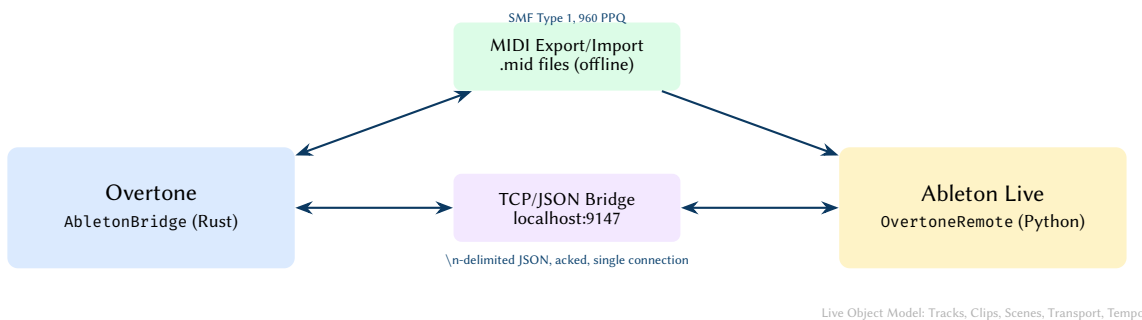 SMF Type 1, 960 PPQ
MIDI Export/Import
.mid files (offline)
Overtone
AbletonBridge (Rust)
TCP/JSON Bridge
localhost:9147
Ableton Live
OvertoneRemote (Python)
\n-delimited JSON, acked, single connection
Live Object Model: Tracks, Clips, Scenes, Transport, Tempo